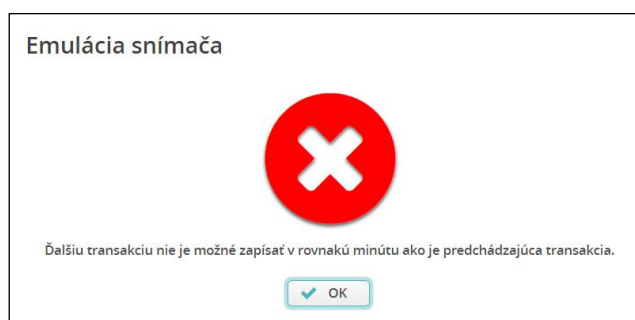 Emulácia snímača
Ďalšiu transakciu nie je možné zapísať v rovnakú minútu ako je predchádzajúca transakcia.
OK